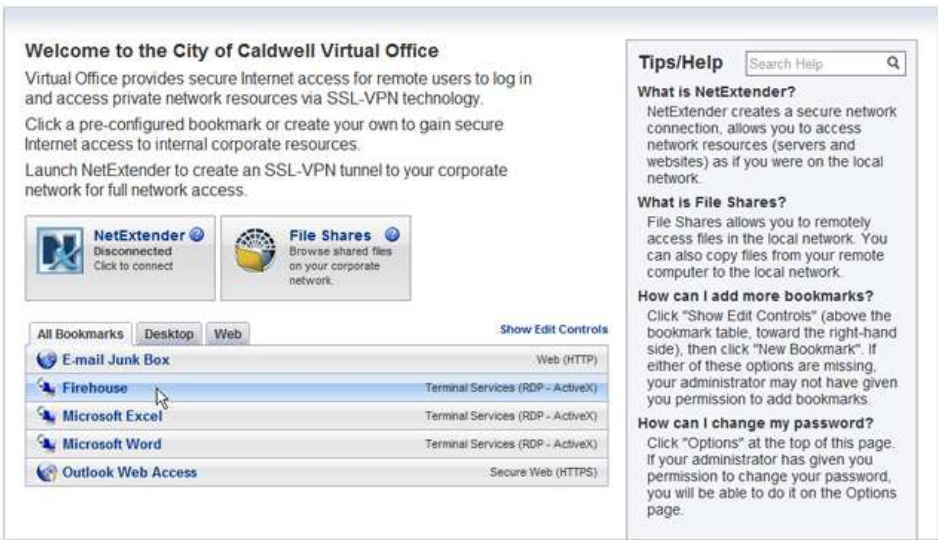 Welcome to the City of Caldwell Virtual Office
Virtual Office provides secure Internet access for remote users to log in
and access private network resources via SSL-VPN technology.
Click a pre-configured bookmark or create your own to gain secure
Internet access to internal corporate resources.
Launch NetExtender to create an SSL-VPN tunnel to your corporate
network for full network access.
NetExtender
Disconnected
Click to connect
File Shares
Browse shared files
on your corporate
network.
All Bookmarks Desktop Web Show Edit Controls
E-mail Junk Box Web (HTTP)
Firehouse Terminal Services (RDP - ActiveX)
Microsoft Excel Terminal Services (RDP - ActiveX)
Microsoft Word Terminal Services (RDP - ActiveX)
Outlook Web Access Secure Web (HTTPS)
Tips/Help Search Help
What is NetExtender?
NetExtender creates a secure network
connection, allows you to access
network resources (servers and
websites) as if you were on the local
network.
What is File Shares?
File Shares allows you to remotely
access files in the local network. You
can also copy files from your remote
computer to the local network.
How can I add more bookmarks?
Click "Show Edit Controls" (above the
bookmark table, toward the right-hand
side), then click "New Bookmark". If
either of these options are missing,
your administrator may not have given
you permission to add bookmarks.
How can I change my password?
Click "Options" at the top of this page.
If your administrator has given you
permission to change your password,
you will be able to do it on the Options
page.